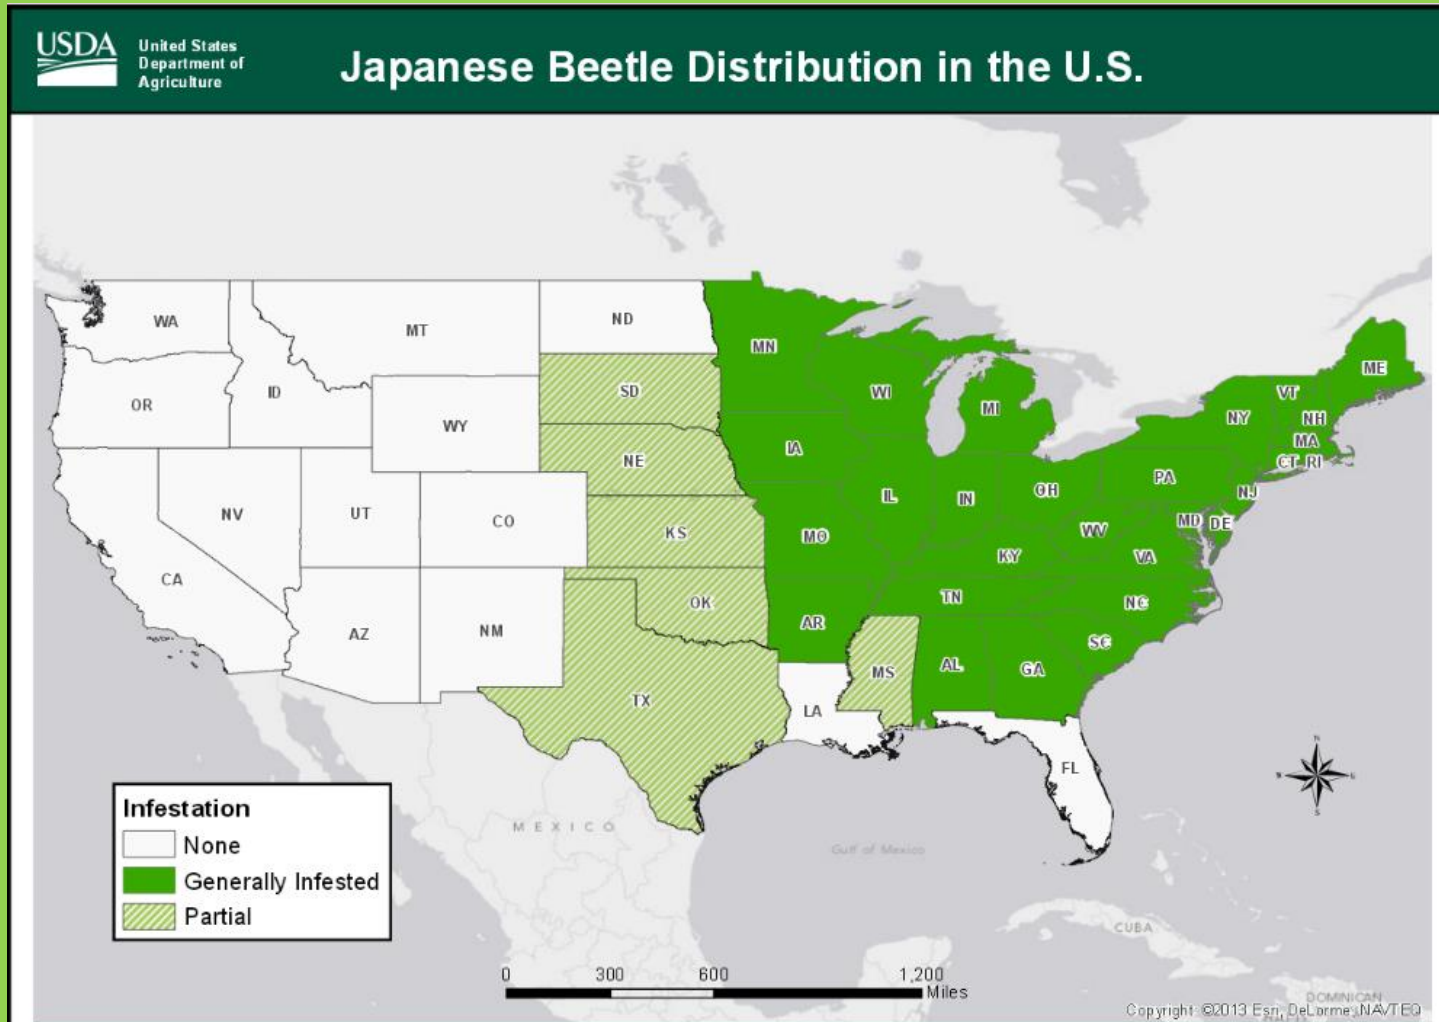 USDA
United States
Department of
Agriculture
Japanese Beetle Distribution in the U.S.
WA
MT
ND
MN
ME
OR
ID
WY
SD
WI
MI
NY
VT
NH
MA
CT RI
NV
UT
CO
NE
IA
IL
IN
OH
PA
NJ
CA
KS
MO
KY
WV
VA
MD
DE
AZ
NM
OK
AR
TN
NC
SC
TX
LA
MS
AL
GA
FL
N
E
S
W
MEXICO
Gulf of Mexico
CUBA
DOMINICAN
Infestation
None
Generally Infested
Partial
0 300 600 1,200
Miles
Copyright: ©2013 Esri, DeLorme, NAVTEQ